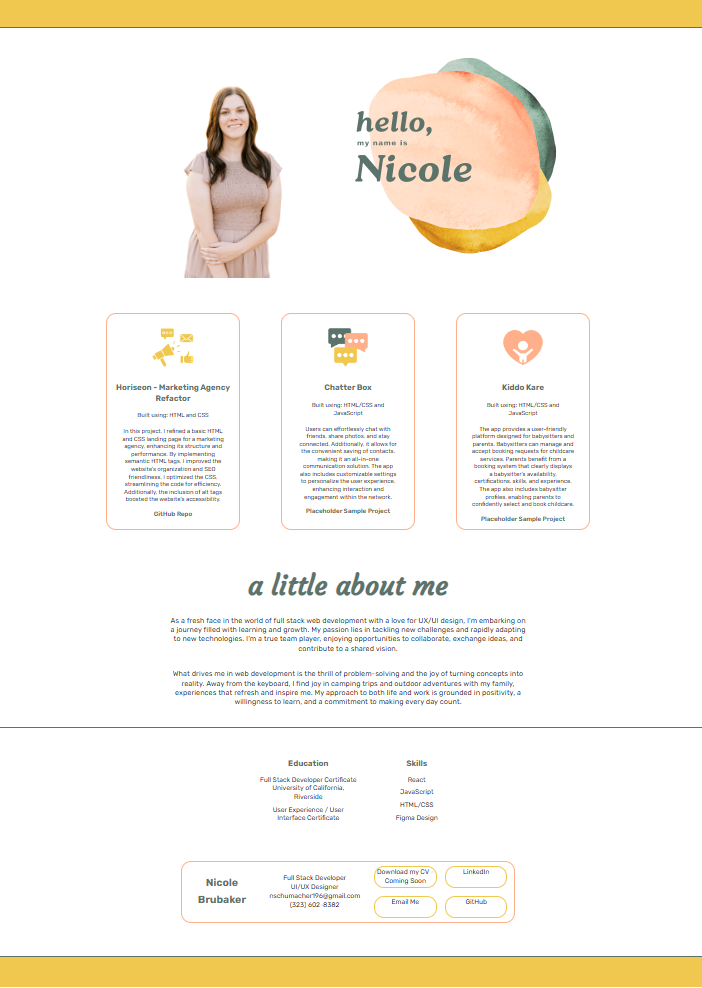 hello,
my name is
Nicole
Horiseon - Marketing Agency
Refactor
Built using: HTML and CSS
In this project, I refined a basic HTML
and CSS landing page for a marketing
agency, enhancing its structure and
performance. By implementing
semantic HTML tags, I improved the
website's organization and SEO
friendliness. I optimized the CSS,
streamlining the code for efficiency.
Additionally, the inclusion of alt tags
boosted the website's accessibility.
GitHub Repo
Chatter Box
Built using: HTML/CSS and
JavaScript
Users can effortlessly chat with
friends, share photos, and stay
connected. Additionally, it allows for
the convenient saving of contacts,
making it an all-in-one
communication solution. The app
also includes customizable settings
to personalize the user experience,
enhancing interaction and
engagement within the network.
Placeholder Sample Project
Kiddo Kare
Built using: HTML/CSS and
JavaScript
The app provides a user-friendly
platform designed for babysitters and
parents. Babysitters can manage and
accept booking requests for childcare
services. Parents benefit from a
booking system that clearly displays
a babysitter's availability,
certifications, skills, and experience.
The app also includes babysitter
profiles, enabling parents to
confidently select and book childcare.
Placeholder Sample Project
a little about me
As a fresh face in the world of full stack web development with a love for UX/UI design, I'm embarking on
a journey filled with learning and growth. My passion lies in tackling new challenges and rapidly adapting
to new technologies. I'm a true team player, enjoying opportunities to collaborate, exchange ideas, and
contribute to a shared vision.
What drives me in web development is the thrill of problem-solving and the joy of turning concepts into
reality. Away from the keyboard, I find joy in camping trips and outdoor adventures with my family,
experiences that refresh and inspire me. My approach to both life and work is grounded in positivity, a
willingness to learn, and a commitment to making every day count.
Education
Full Stack Developer Certificate
University of California,
Riverside
User Experience / User
Interface Certificate
Skills
React
JavaScript
HTML/CSS
Figma Design
Nicole
Brubaker
Full Stack Developer
UI/UX Designer
nschumacher196@gmail.com
(323) 602-8382
Download my CV
Coming Soon
LinkedIn
Email Me
GitHub